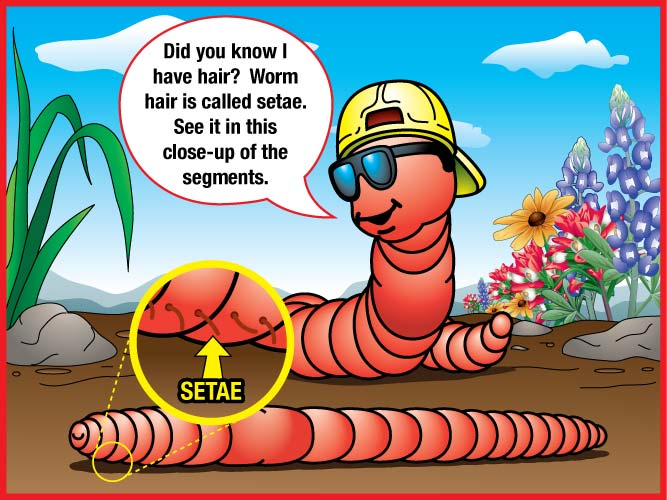 Did you know I
have hair? Worm
hair is called setae.
See it in this
close-up of the
segments.
SETAE